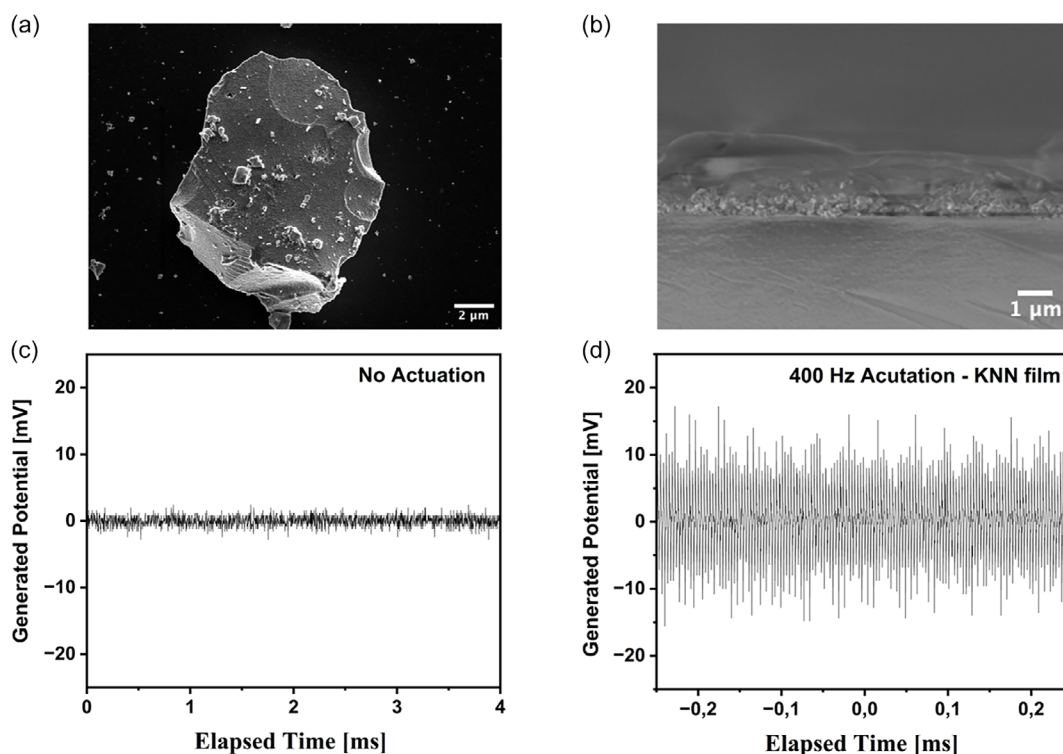 (a)
2 μm
(b)
1 μm
(c)
No Actuation
Generated Potential [mV]
20
10
0
−10
−20
0
1
2
3
4
Elapsed Time [ms]
(d)
400 Hz Acutation - KNN film
Generated Potential [mV]
20
10
0
−10
−20
−0,2
−0,1
0,0
0,1
0,2
Elapsed Time [ms]